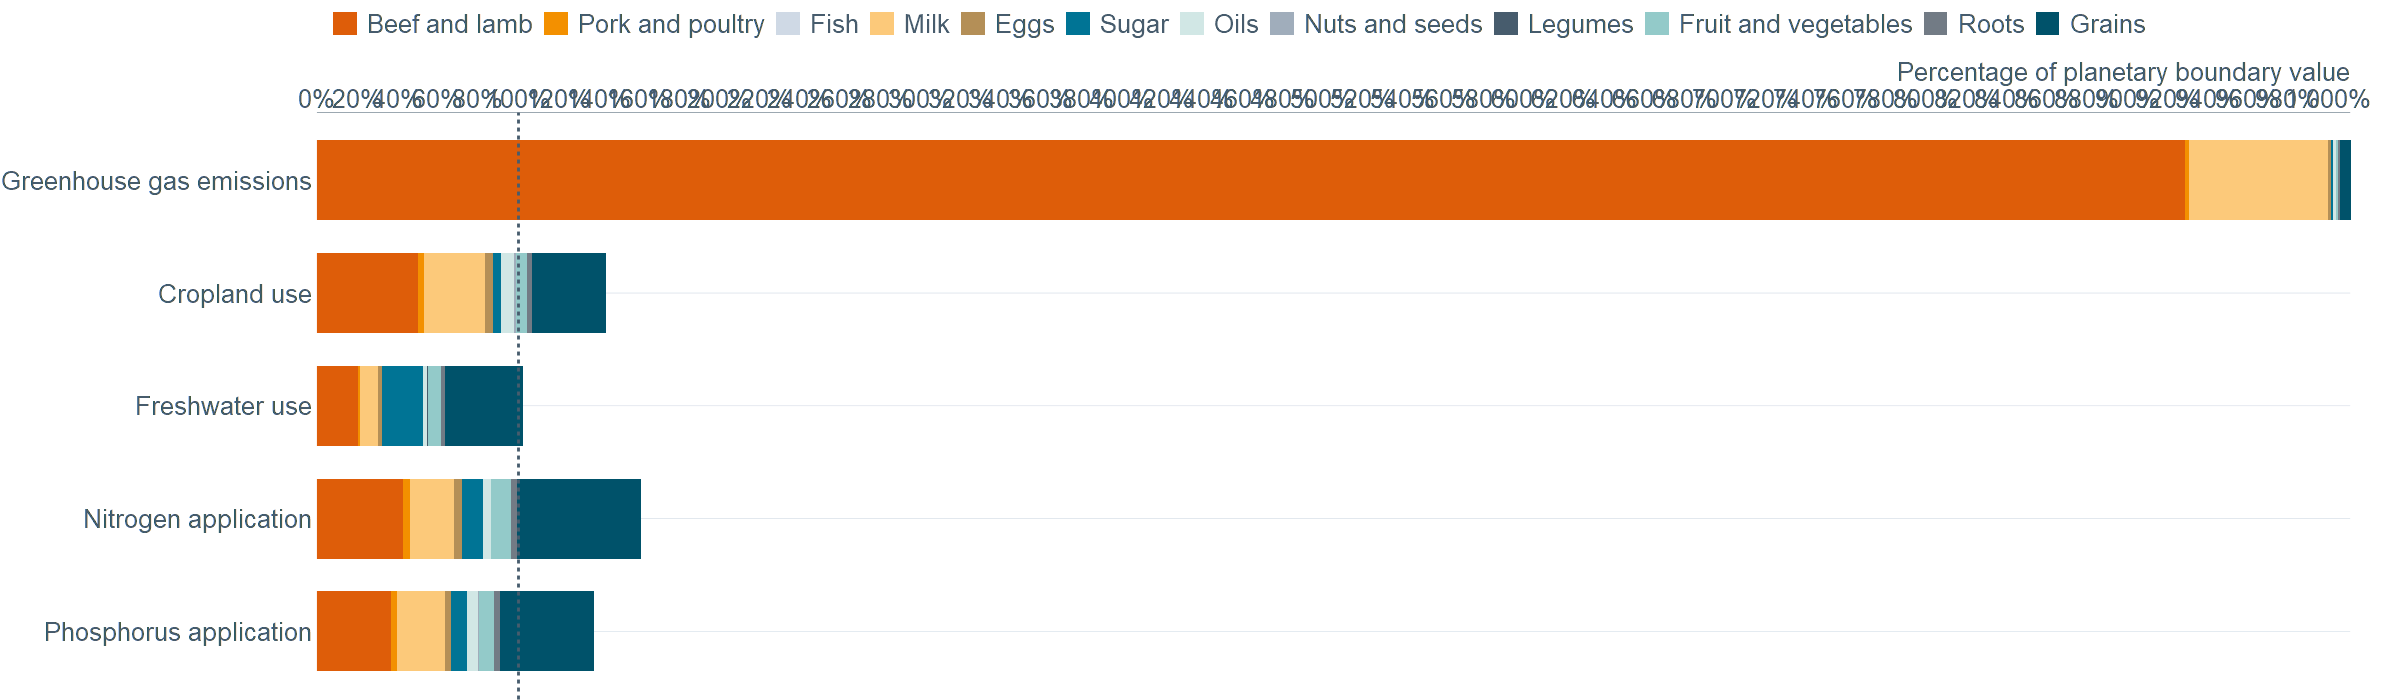 Beef and lamb Pork and poultry Fish Milk Eggs Sugar Oils Nuts and seeds Legumes Fruit and vegetables Roots Grains
Percentage of planetary boundary value
0% 20% 40% 60% 80% 100% 120% 140% 160% 180% 200% 220% 240% 260% 280% 300% 320% 340% 360% 380% 400% 420% 440% 460% 480% 500% 520% 540% 560% 580% 600% 620% 640% 660% 680% 700% 720% 740% 760% 780% 800% 820% 840% 860% 880% 900% 920% 940% 960% 980% 1 000%
Greenhouse gas emissions
Cropland use
Freshwater use
Nitrogen application
Phosphorus application